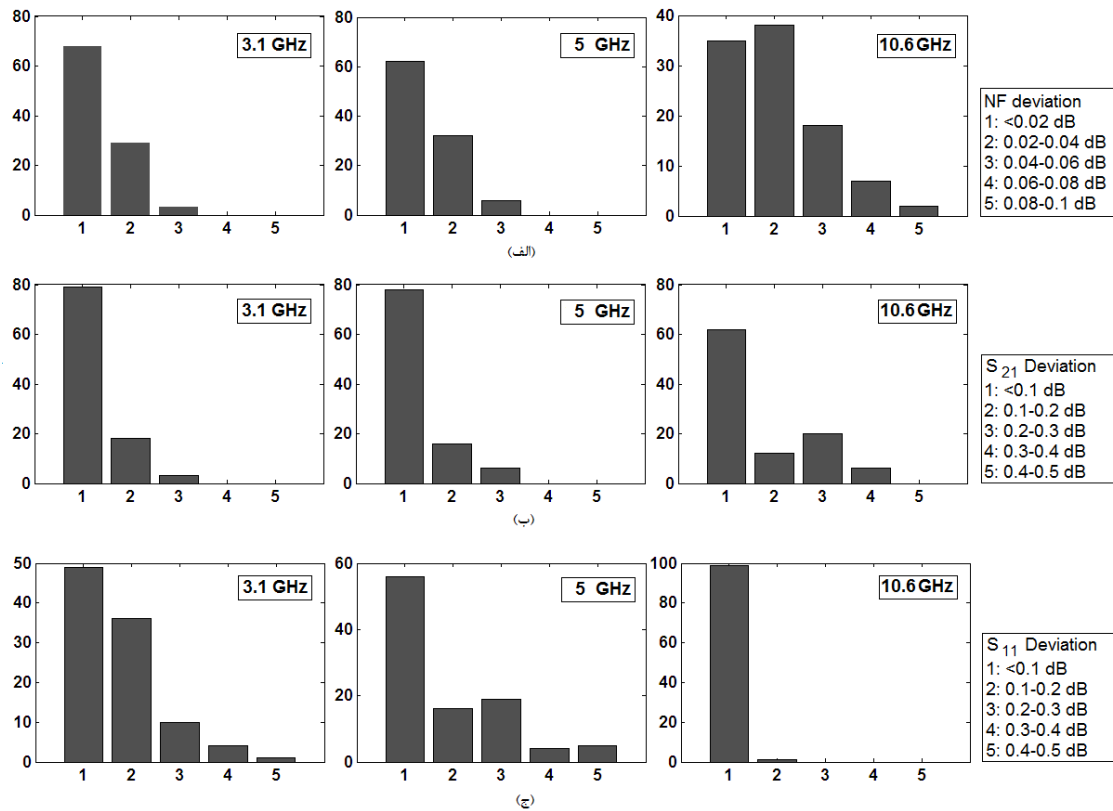 80
60
40
20
0
1 2 3 4 5
3.1 GHz
80
60
40
20
0
1 2 3 4 5
5 GHz
40
30
20
10
0
1 2 3 4 5
10.6 GHz
NF deviation
1: <0.02 dB
2: 0.02-0.04 dB
3: 0.04-0.06 dB
4: 0.06-0.08 dB
5: 0.08-0.1 dB
(الف)
80
60
40
20
0
1 2 3 4 5
3.1 GHz
80
60
40
20
0
1 2 3 4 5
5 GHz
80
60
40
20
0
1 2 3 4 5
10.6 GHz
S21 Deviation
1: <0.1 dB
2: 0.1-0.2 dB
3: 0.2-0.3 dB
4: 0.3-0.4 dB
5: 0.4-0.5 dB
(ب)
50
40
30
20
10
0
1 2 3 4 5
3.1 GHz
60
40
20
0
1 2 3 4 5
5 GHz
100
80
60
40
20
0
1 2 3 4 5
10.6 GHz
S11 Deviation
1: <0.1 dB
2: 0.1-0.2 dB
3: 0.2-0.3 dB
4: 0.3-0.4 dB
5: 0.4-0.5 dB
(ج)